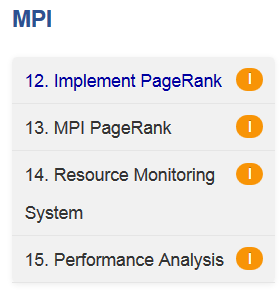 MPI
12. Implement PageRank I
13. MPI PageRank I
14. Resource Monitoring I
System
15. Performance Analysis I